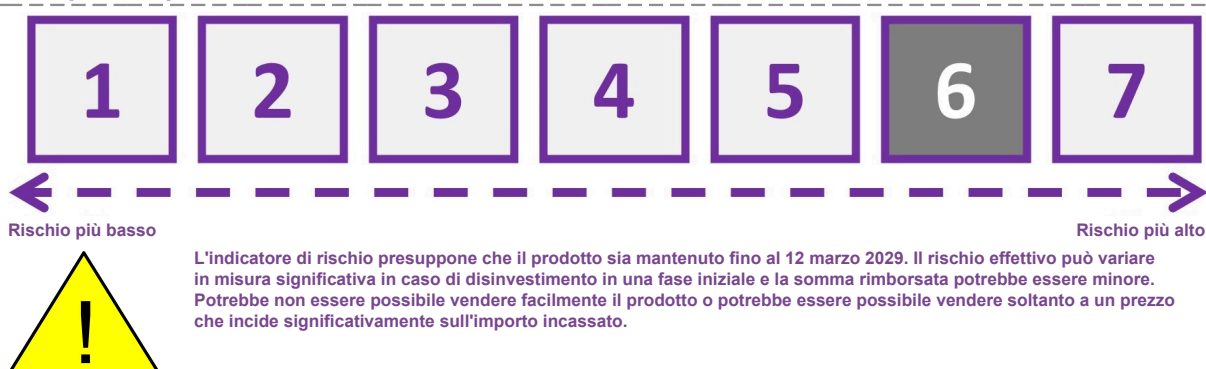 1 2 3 4 5 6 7
Rischio più basso Rischio più alto
L'indicatore di rischio presuppone che il prodotto sia mantenuto fino al 12 marzo 2029. Il rischio effettivo può variare
in misura significativa in caso di disinvestimento in una fase iniziale e la somma rimborsata potrebbe essere minore.
Potrebbe non essere possibile vendere facilmente il prodotto o potrebbe essere possibile vendere soltanto a un prezzo
che incide significativamente sull'importo incassato.
!